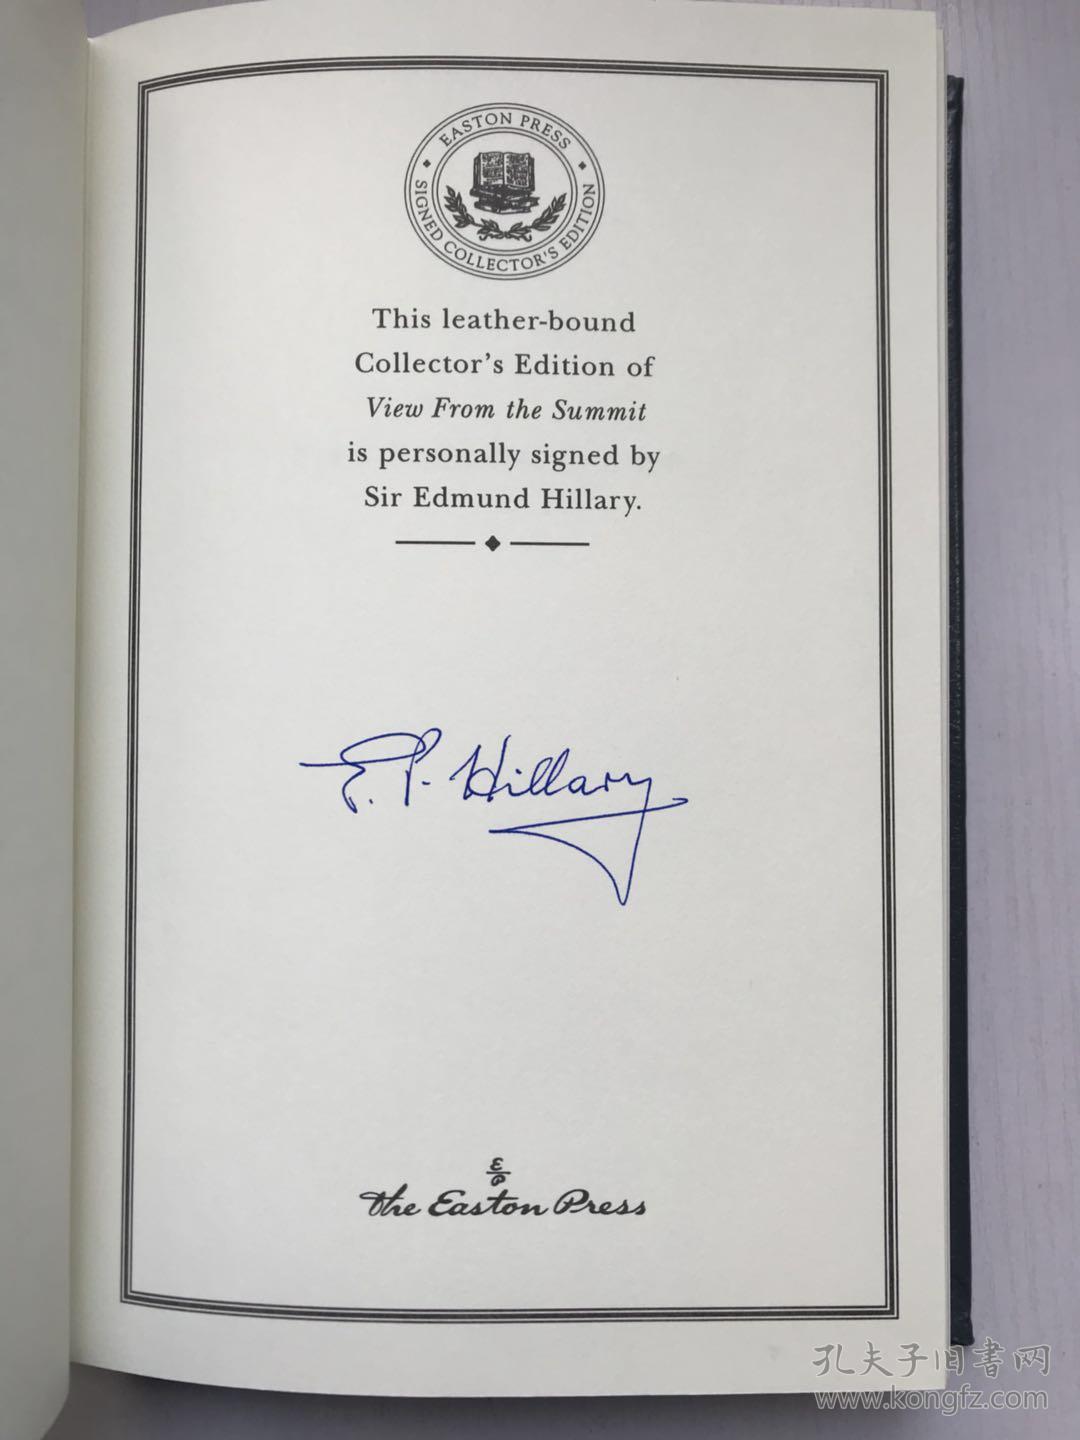 EASTON PRESS
SIGNED COLLECTOR'S EDITION
This leather-bound
Collector's Edition of
View From the Summit
is personally signed by
Sir Edmund Hillary.
E. P. Hillary
E
P
The Easton Press
孔夫子旧书网
www.kongfz.com